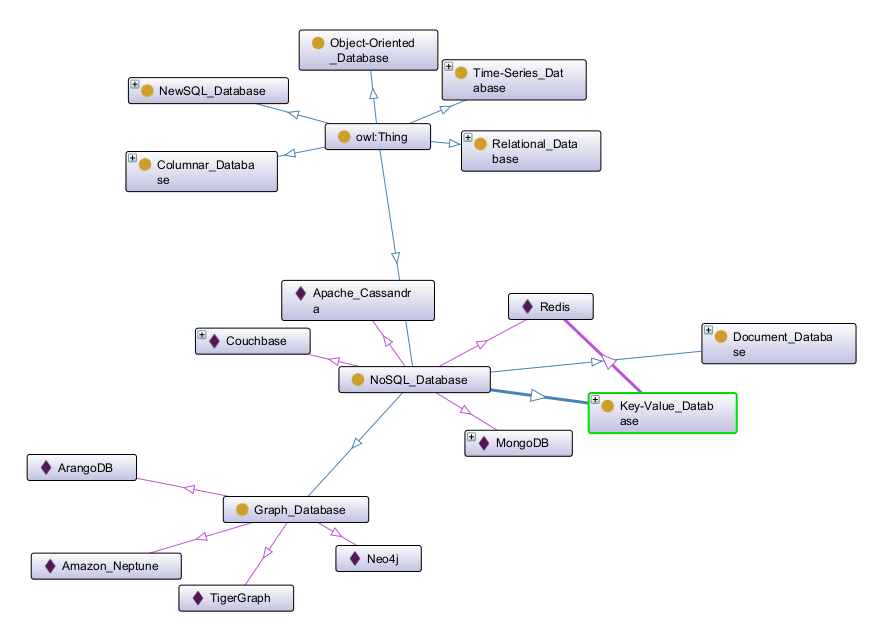 Object-Oriented
_Database
Time-Series_Dat
abase
NewSQL_Database
owl:Thing
Relational_Data
base
Columnar_Databa
se
Apache_Cassandr
a
Redis
Couchbase
Document_Databa
se
NoSQL_Database
Key-Value_Datab
ase
MongoDB
ArangoDB
Graph_Database
Neo4j
Amazon_Neptune
TigerGraph